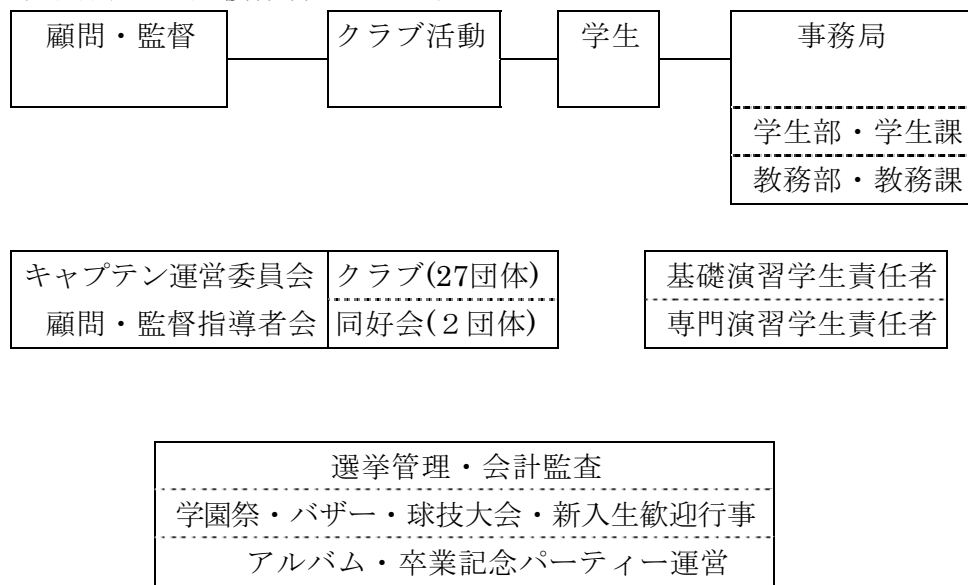 顧問・監督 クラブ活動 学生 事務局
学生部・学生課
教務部・教務課
キャプテン運営委員会 クラブ(27団体) 基礎演習学生責任者
顧問・監督指導者会 同好会(２団体) 専門演習学生責任者
選挙管理・会計監査
学園祭・バザー・球技大会・新入生歓迎行事
アルバム・卒業記念パーティー運営